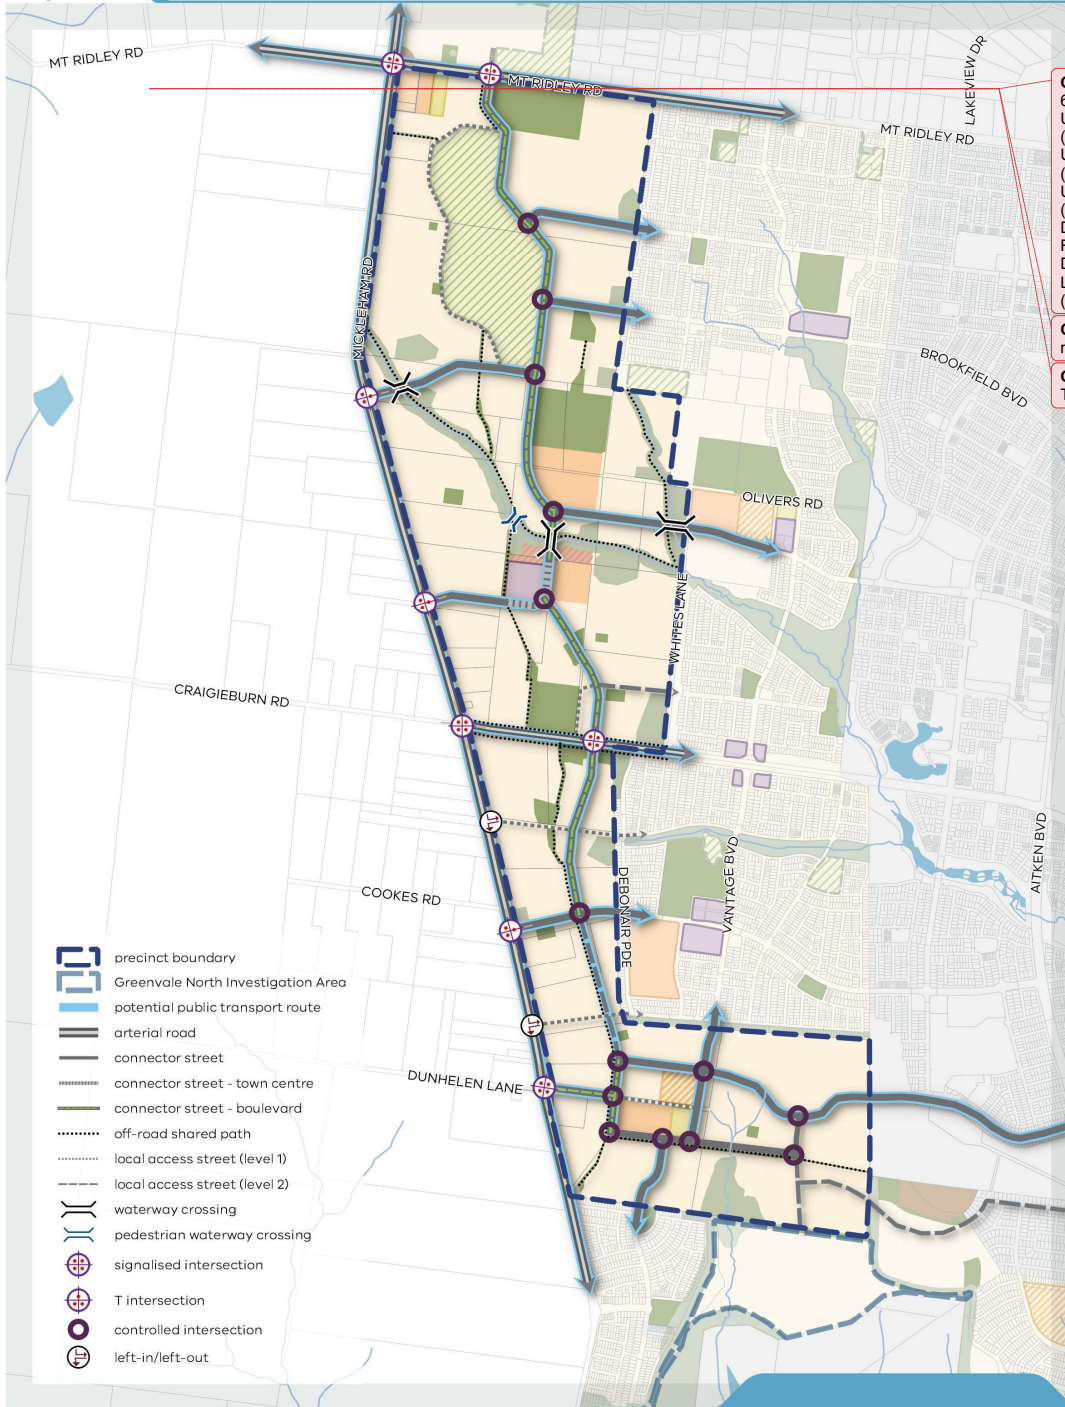 MT RIDLEY RD
MT RIDLEY RD
LAKEVIEW DR
MT RIDLEY RD
MICKLEHAM RD
BROOKFIELD BVD
OLIVERS RD
WHITES LANE
CRAIGIEBURN RD
AITKEN BVD
VANTAGE BVD
DEBONAIR PDE
COOKES RD
DUNHELEN LANE
precinct boundary
Greenvale North Investigation Area
potential public transport route
arterial road
connector street
connector street - town centre
connector street - boulevard
off-road shared path
local access street (level 1)
local access street (level 2)
waterway crossing
pedestrian waterway crossing
signalised intersection
T intersection
controlled intersection
left-in/left-out